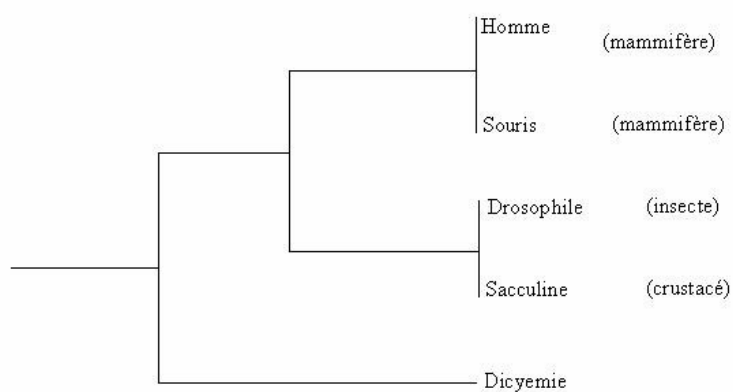 Homme (mammifère)
Souris (mammifère)
Drosophile (insecte)
Sacculine (crustacé)
Dicyemie